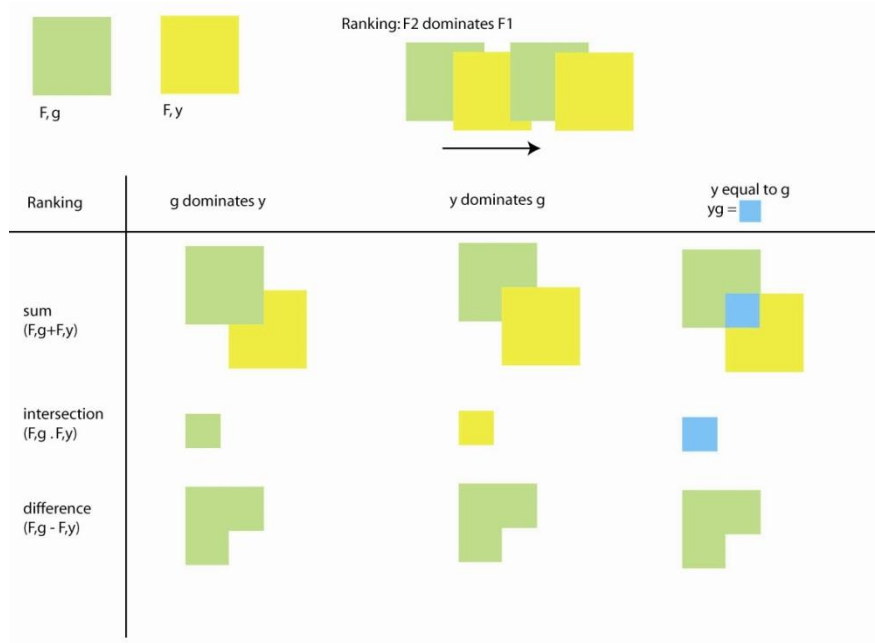 F, g
F, y
Ranking: F2 dominates F1
Ranking
g dominates y
y dominates g
y equal to g
yg =
sum
(F,g+F,y)
intersection
(F,g . F,y)
difference
(F,g - F,y)